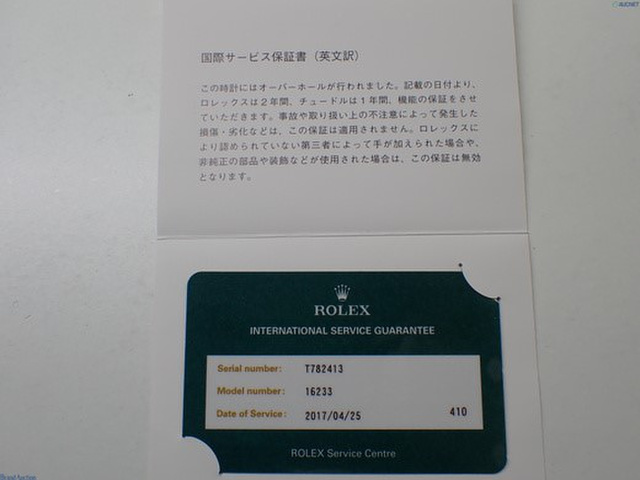 AUCNET
国際サービス保証書（英文訳）
この時計にはオーバーホールが行われました。記載の日付より、
ロレックスは２年間、チュードルは１年間、機能の保証をさせ
ていただきます。事故や取り扱い上の不注意によって発生した
損傷・劣化などは、この保証は適用されません。ロレックスに
より認められていない第三者によって手が加えられた場合や、
非純正の部品や装飾などが使用された場合は、この保証は無効
となります。
ROLEX
INTERNATIONAL SERVICE GUARANTEE
Serial number: T782413
Model number: 16233
Date of Service: 2017/04/25 410
ROLEX Service Centre
Brand Auction